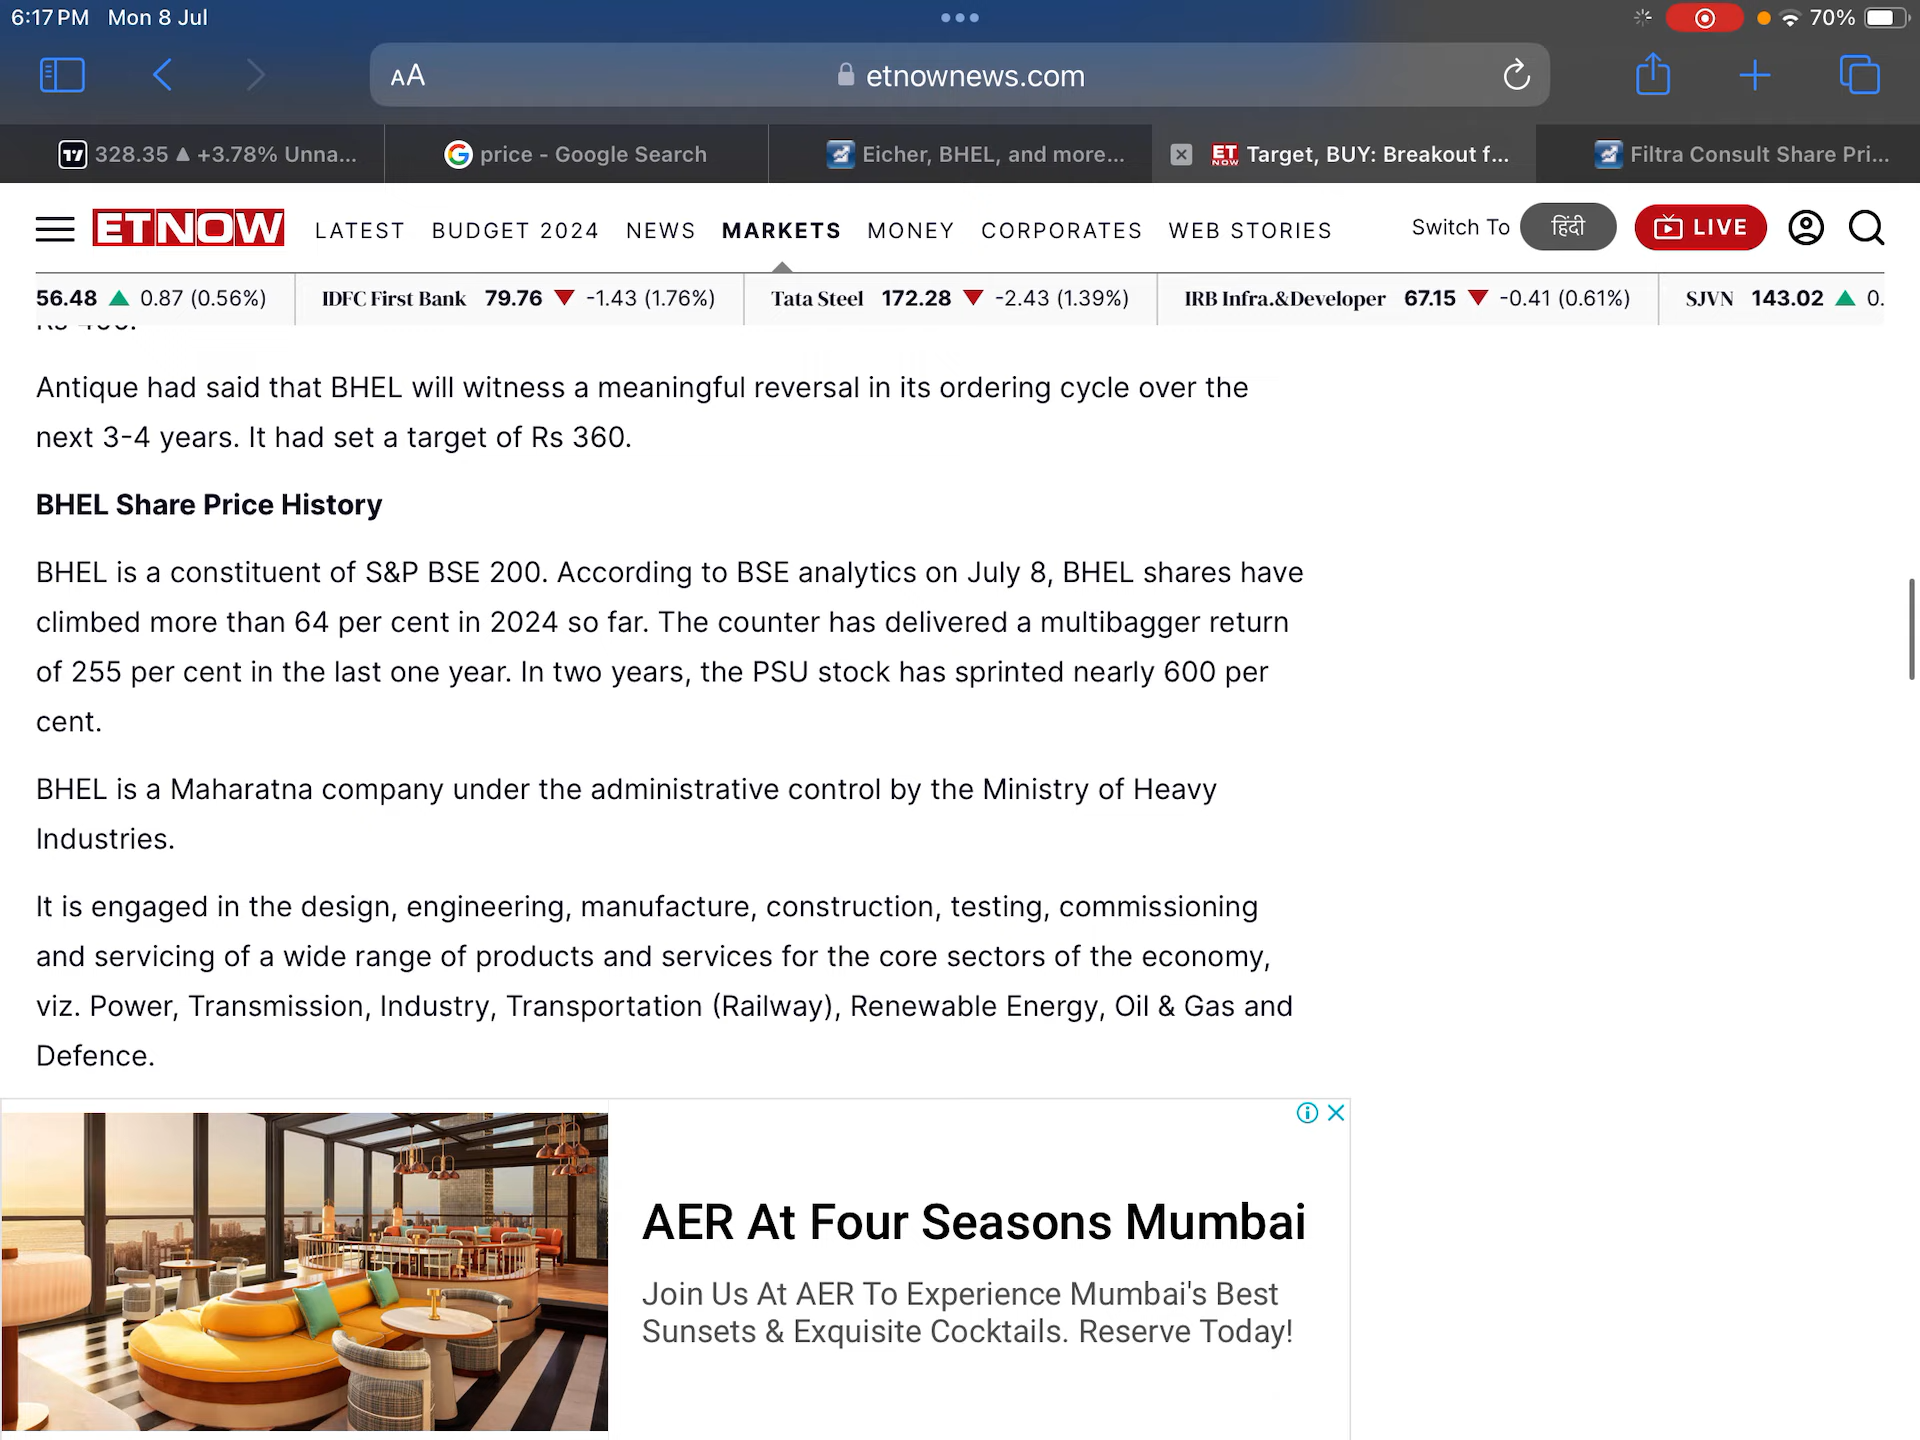 6:17 PM Mon 8 Jul
70%
AA
etnownews.com
328.35 ▲ +3.78% Unna...
price - Google Search
Eicher, BHEL, and more...
ET NOW Target, BUY: Breakout f...
Filtra Consult Share Pri...
ETNOW LATEST BUDGET 2024 NEWS MARKETS MONEY CORPORATES WEB STORIES Switch To हिंदी LIVE
56.48 ▲ 0.87 (0.56%) IDFC First Bank 79.76 ▼ -1.43 (1.76%) Tata Steel 172.28 ▼ -2.43 (1.39%) IRB Infra.&Developer 67.15 ▼ -0.41 (0.61%) SJVN 143.02 ▲ 0.
Antique had said that BHEL will witness a meaningful reversal in its ordering cycle over the
next 3-4 years. It had set a target of Rs 360.
BHEL Share Price History
BHEL is a constituent of S&P BSE 200. According to BSE analytics on July 8, BHEL shares have
climbed more than 64 per cent in 2024 so far. The counter has delivered a multibagger return
of 255 per cent in the last one year. In two years, the PSU stock has sprinted nearly 600 per
cent.
BHEL is a Maharatna company under the administrative control by the Ministry of Heavy
Industries.
It is engaged in the design, engineering, manufacture, construction, testing, commissioning
and servicing of a wide range of products and services for the core sectors of the economy,
viz. Power, Transmission, Industry, Transportation (Railway), Renewable Energy, Oil & Gas and
Defence.
AER At Four Seasons Mumbai
Join Us At AER To Experience Mumbai's Best
Sunsets & Exquisite Cocktails. Reserve Today!